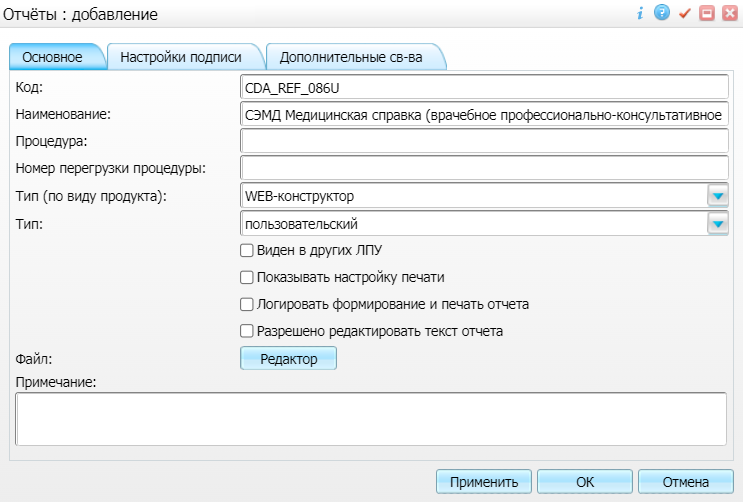 Отчёты : добавление
Основное Настройки подписи Дополнительные св-ва
Код: CDA_REF_086U
Наименование: СЭМД Медицинская справка (врачебное профессионально-консультативное
Процедура:
Номер перегрузки процедуры:
Тип (по виду продукта): WEB-конструктор
Тип: пользовательский
Виден в других ЛПУ
Показывать настройку печати
Логировать формирование и печать отчета
Разрешено редактировать текст отчета
Файл: Редактор
Примечание:
Применить ОК Отмена